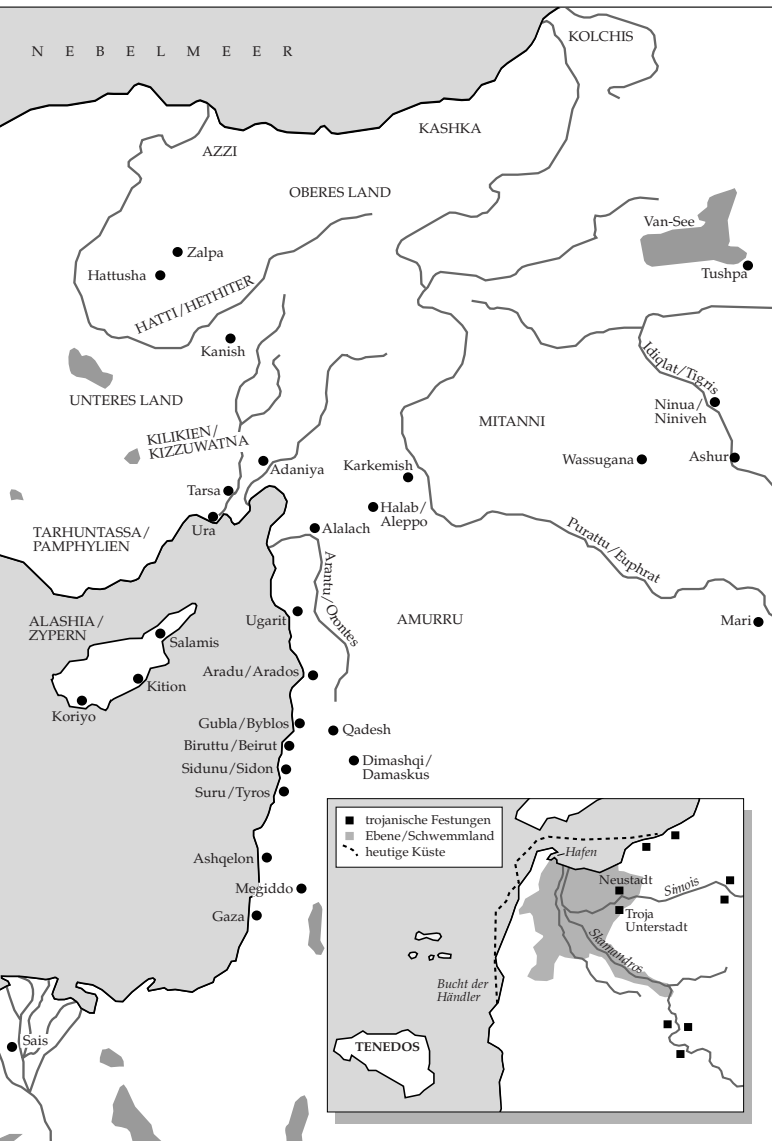 NEBELMEER
KOLCHIS
KASHKA
AZZI
OBERES LAND
Van-See
Zalpa
Hattusha
Tushpa
HATTI/HETHITER
Kanish
Idiqlat/Tigris
UNTERES LAND
Ninua/
Niniveh
MITANNI
KILIKIEN/
KIZZUWATNA
Adaniya
Karkemish
Wassugana
Ashur
Tarsa
Halab/
Aleppo
Ura
Alalach
TARHUNTASSA/
PAMPHYLIEN
Purattu/Euphrat
Arantu/Orontes
ALASHIA/
ZYPERN
Ugarit
AMURRU
Mari
Salamis
Aradu/Arados
Kition
Koriyo
Gubla/Byblos
Qadesh
Biruttu/Beirut
Sidunu/Sidon
Dimashqi/
Damaskus
Suru/Tyros
Ashqelon
Megiddo
Gaza
Sais
trojanische Festungen
Ebene/Schwemmland
heutige Küste
Hafen
Neustadt
Simois
Troja
Unterstadt
Skamandros
Bucht der
Händler
TENEDOS